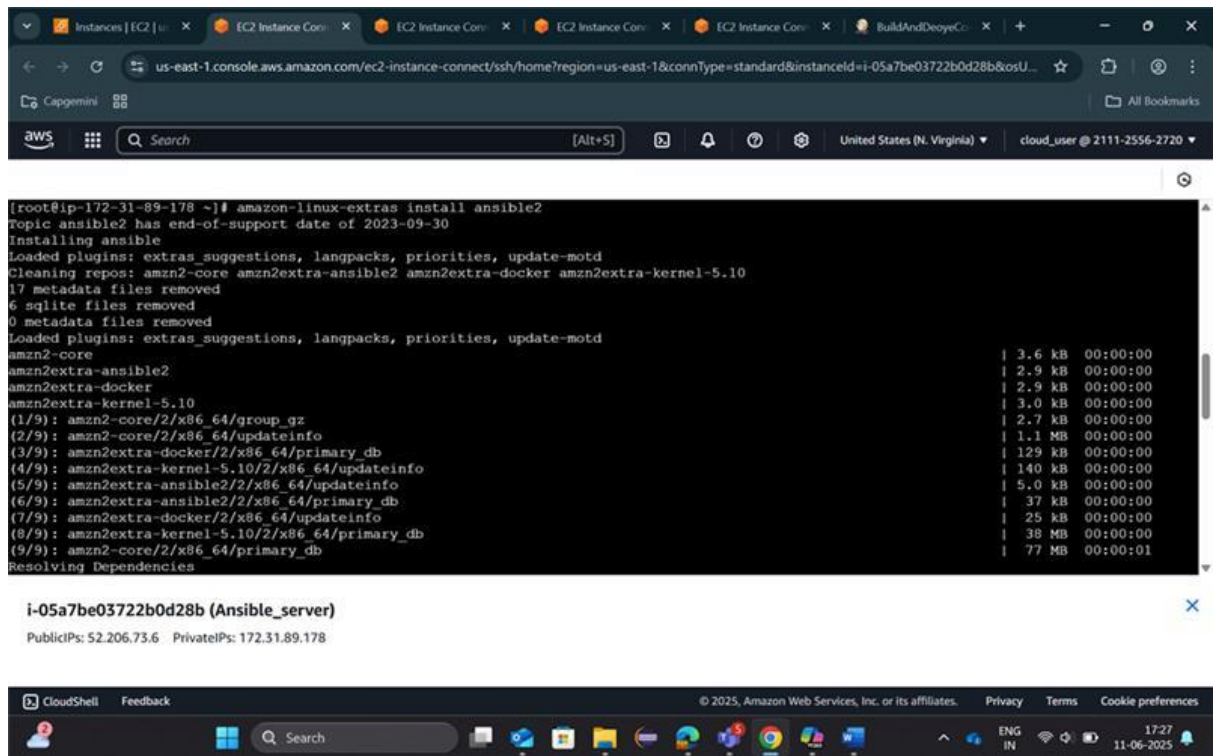 Instances | EC2 | u
EC2 Instance Conn
EC2 Instance Conn
EC2 Instance Conn
EC2 Instance Conn
BuildAndDeoyeCo
us-east-1.console.aws.amazon.com/ec2-instance-connect/ssh/home?region=us-east-1&connType=standard&instanceId=i-05a7be03722b0d28b&osU...
Capgemini
All Bookmarks
aws
Search
[Alt+S]
United States (N. Virginia)
cloud_user @ 2111-2556-2720
[root@ip-172-31-89-178 ~]# amazon-linux-extras install ansible2
Topic ansible2 has end-of-support date of 2023-09-30
Installing ansible
Loaded plugins: extras_suggestions, langpacks, priorities, update-motd
Cleaning repos: amzn2-core amzn2extra-ansible2 amzn2extra-docker amzn2extra-kernel-5.10
17 metadata files removed
6 sqlite files removed
0 metadata files removed
Loaded plugins: extras_suggestions, langpacks, priorities, update-motd
amzn2-core | 3.6 kB 00:00:00
amzn2extra-ansible2 | 2.9 kB 00:00:00
amzn2extra-docker | 2.9 kB 00:00:00
amzn2extra-kernel-5.10 | 3.0 kB 00:00:00
(1/9): amzn2-core/2/x86_64/group_gz | 2.7 kB 00:00:00
(2/9): amzn2-core/2/x86_64/updateinfo | 1.1 MB 00:00:00
(3/9): amzn2extra-docker/2/x86_64/primary_db | 129 kB 00:00:00
(4/9): amzn2extra-kernel-5.10/2/x86_64/updateinfo | 140 kB 00:00:00
(5/9): amzn2extra-ansible2/2/x86_64/updateinfo | 5.0 kB 00:00:00
(6/9): amzn2extra-ansible2/2/x86_64/primary_db | 37 kB 00:00:00
(7/9): amzn2extra-docker/2/x86_64/updateinfo | 25 kB 00:00:00
(8/9): amzn2extra-kernel-5.10/2/x86_64/primary_db | 38 MB 00:00:00
(9/9): amzn2-core/2/x86_64/primary_db | 77 MB 00:00:01
Resolving Dependencies
i-05a7be03722b0d28b (Ansible_server)
PublicIPs: 52.206.73.6 PrivateIPs: 172.31.89.178
CloudShell Feedback © 2025, Amazon Web Services, Inc. or its affiliates. Privacy Terms Cookie preferences
2
Search
ENG
IN
17:27
11-06-2025